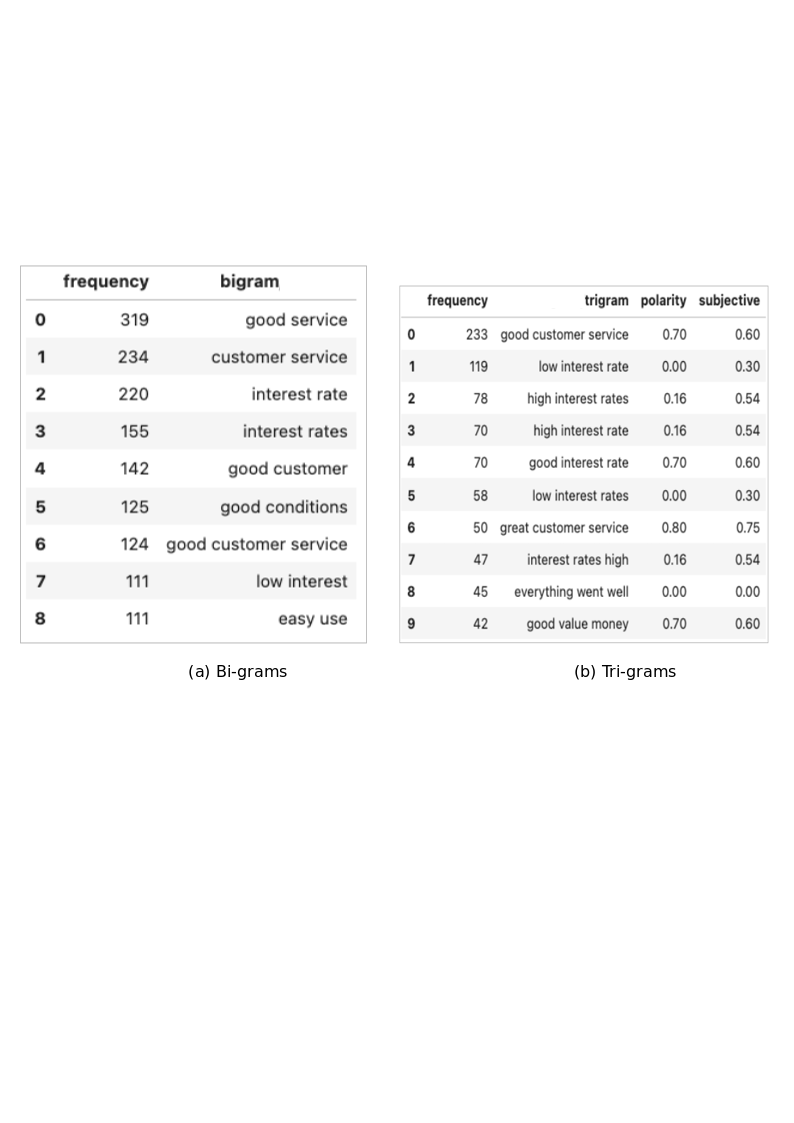 frequency bigram
0 319 good service
1 234 customer service
2 220 interest rate
3 155 interest rates
4 142 good customer
5 125 good conditions
6 124 good customer service
7 111 low interest
8 111 easy use
(a) Bi-grams
frequency trigram polarity subjective
0 233 good customer service 0.70 0.60
1 119 low interest rate 0.00 0.30
2 78 high interest rates 0.16 0.54
3 70 high interest rate 0.16 0.54
4 70 good interest rate 0.70 0.60
5 58 low interest rates 0.00 0.30
6 50 great customer service 0.80 0.75
7 47 interest rates high 0.16 0.54
8 45 everything went well 0.00 0.00
9 42 good value money 0.70 0.60
(b) Tri-grams